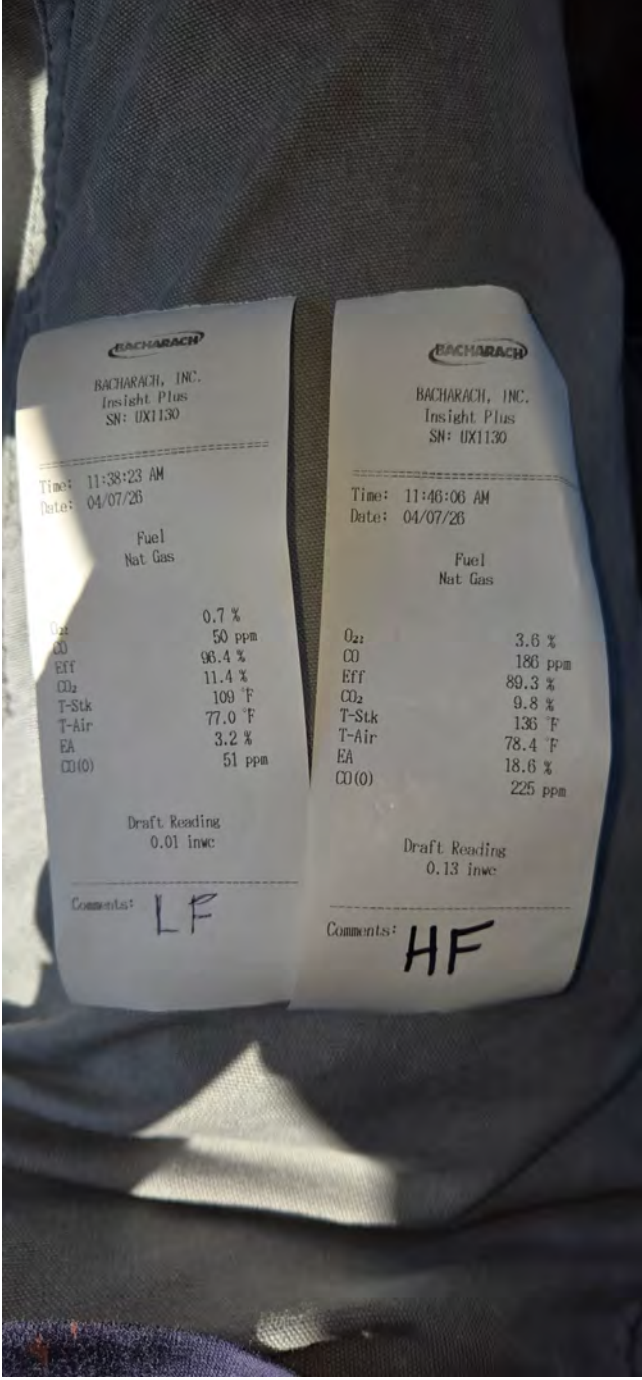 BACHARACH
BACHARACH, INC.
Insight Plus
SN: UX1130
Time: 11:38:23 AM
Date: 04/07/26
Fuel
Nat Gas
O₂: 0.7 %
CO 50 ppm
Eff 96.4 %
CO₂ 11.4 %
T-Stk 109 °F
T-Air 77.0 °F
EA 3.2 %
CO(0) 51 ppm
Draft Reading
0.01 inwc
Comments: LF
BACHARACH
BACHARACH, INC.
Insight Plus
SN: UX1130
Time: 11:46:06 AM
Date: 04/07/26
Fuel
Nat Gas
O₂: 3.6 %
CO 186 ppm
Eff 89.3 %
CO₂ 9.8 %
T-Stk 136 °F
T-Air 78.4 °F
EA 18.6 %
CO(0) 225 ppm
Draft Reading
0.13 inwc
Comments: HF